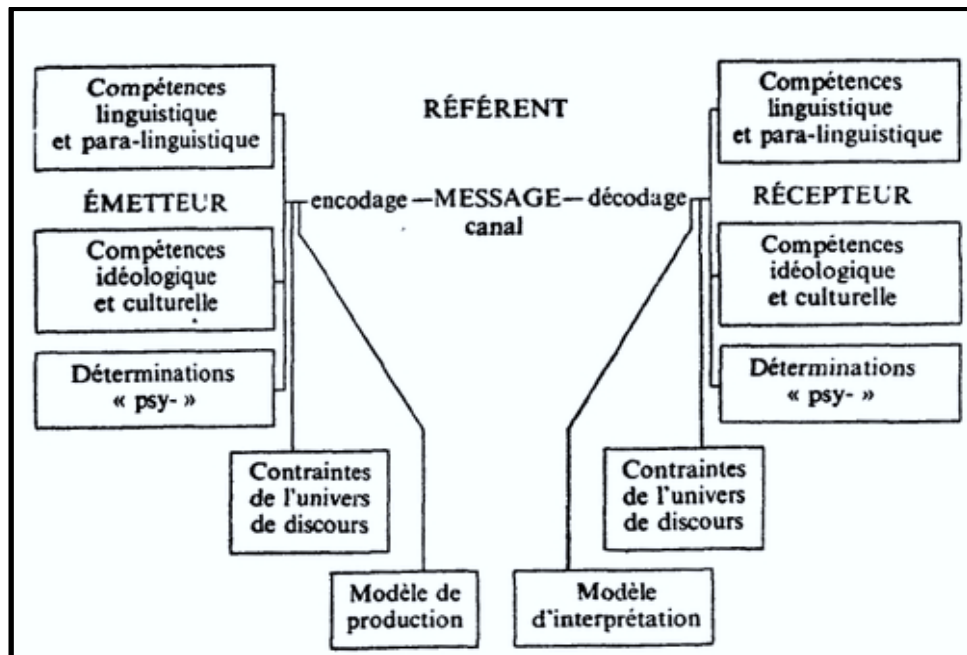 Compétences
linguistique
et para-linguistique
RÉFÉRENT
Compétences
linguistique
et para-linguistique
ÉMETTEUR
encodage — MESSAGE — décodage
canal
RÉCEPTEUR
Compétences
idéologique
et culturelle
Compétences
idéologique
et culturelle
Déterminations
« psy- »
Déterminations
« psy- »
Contraintes
de l'univers
de discours
Contraintes
de l'univers
de discours
Modèle de
production
Modèle
d'interprétation